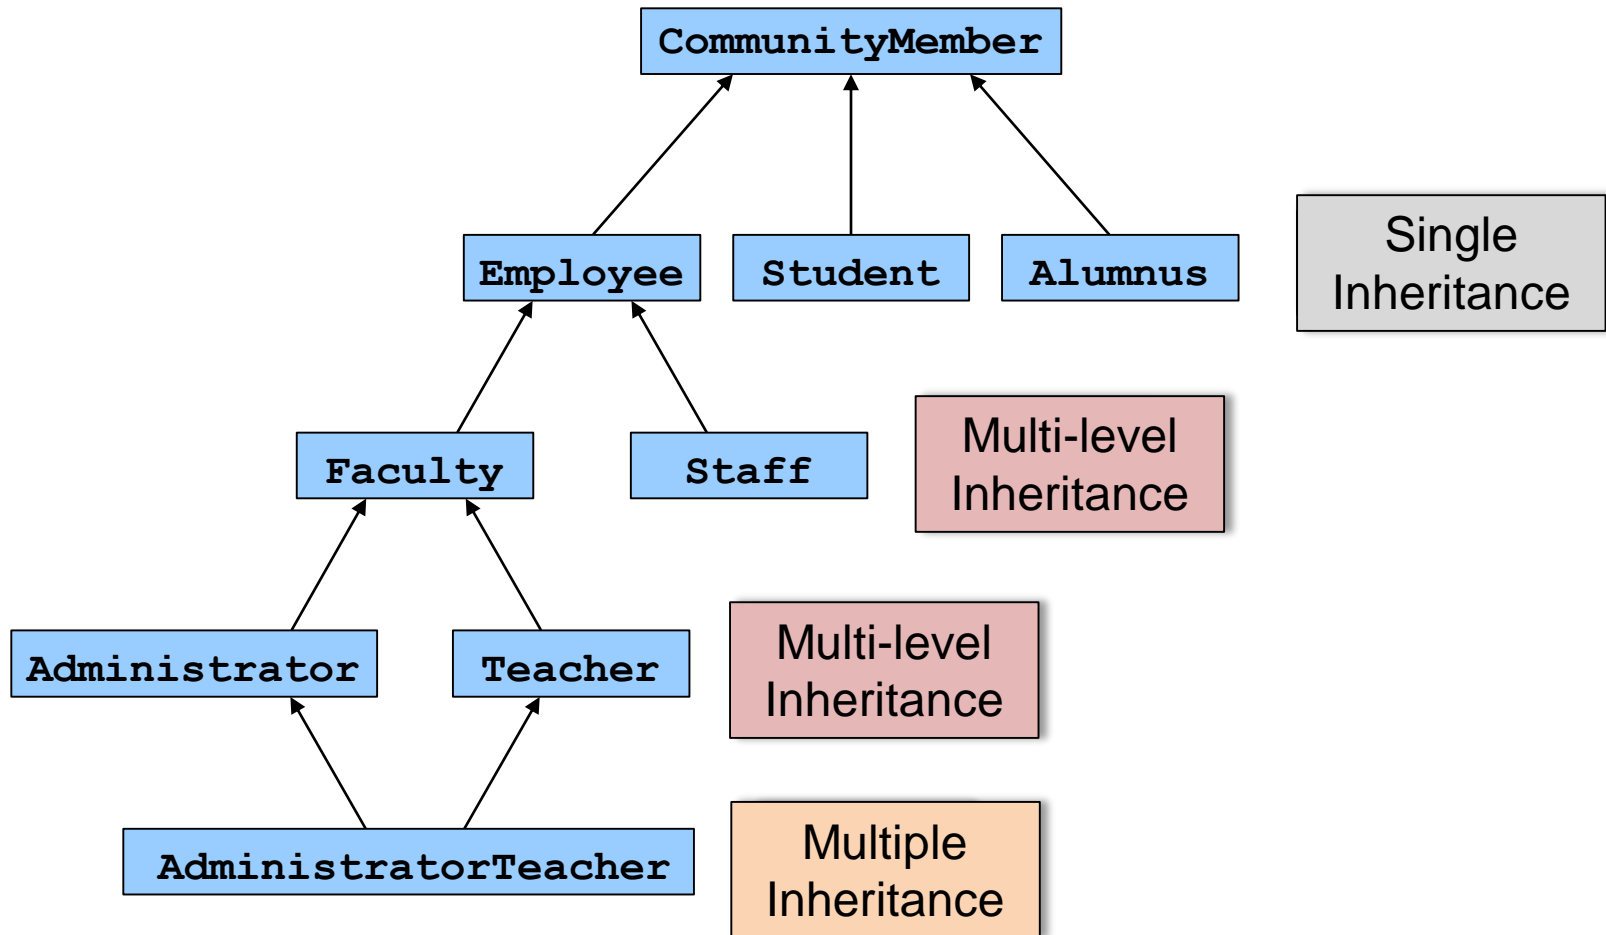 CommunityMember
Employee
Student
Alumnus
Single
Inheritance
Faculty
Staff
Multi-level
Inheritance
Administrator
Teacher
Multi-level
Inheritance
AdministratorTeacher
Multiple
Inheritance